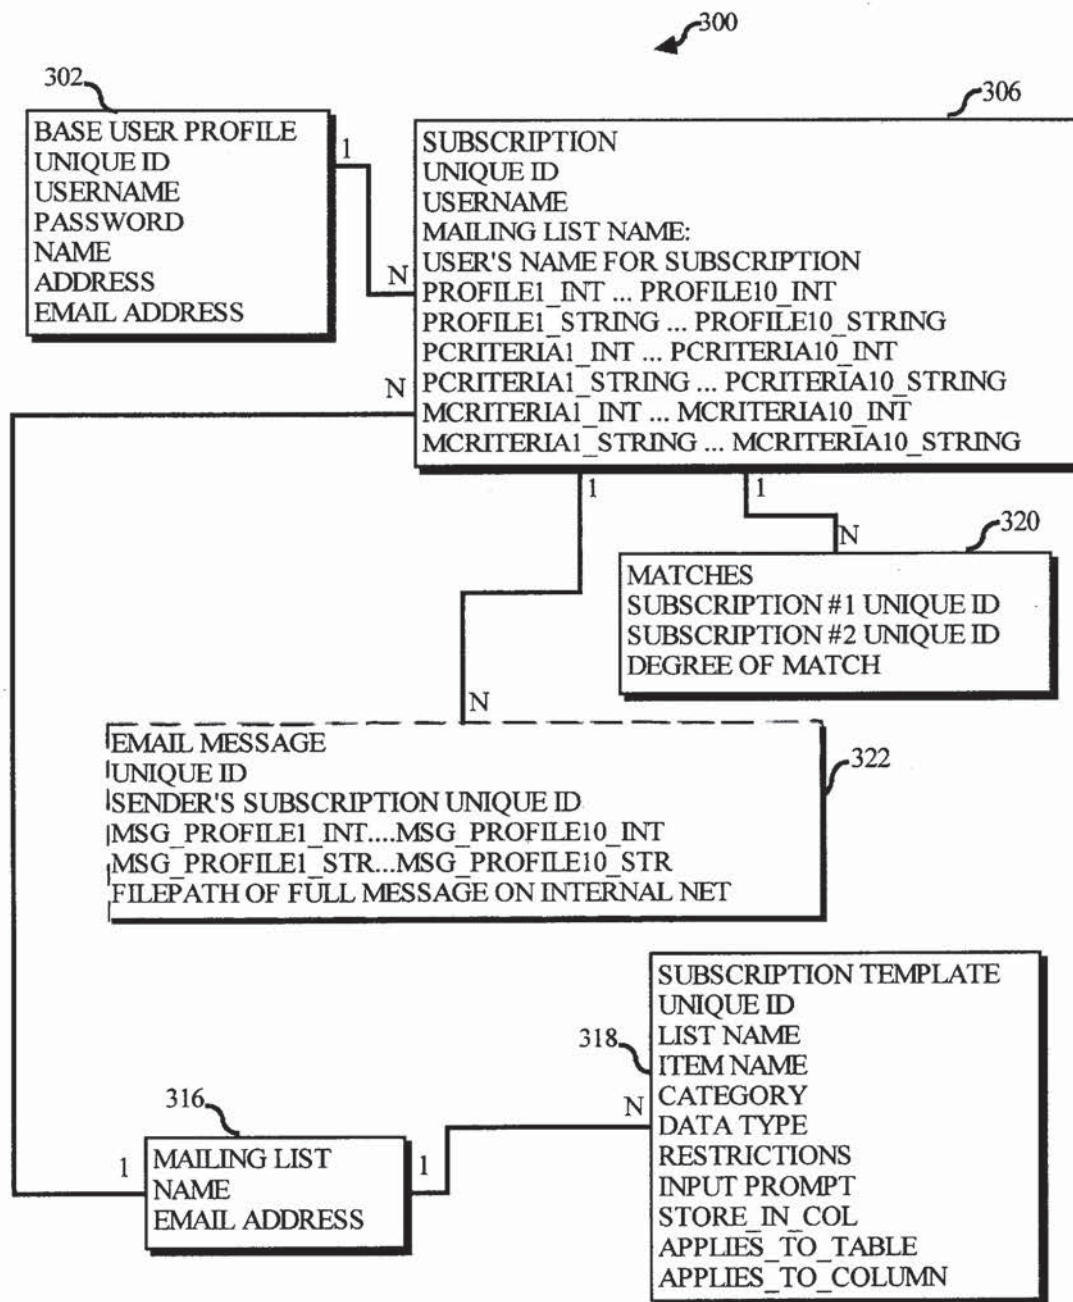 300
302
BASE USER PROFILE
UNIQUE ID
USERNAME
PASSWORD
NAME
ADDRESS
EMAIL ADDRESS
1
N
306
SUBSCRIPTION
UNIQUE ID
USERNAME
MAILING LIST NAME:
USER'S NAME FOR SUBSCRIPTION
PROFILE1_INT ... PROFILE10_INT
PROFILE1_STRING ... PROFILE10_STRING
PCRITERIA1_INT ... PCRITERIA10_INT
PCRITERIA1_STRING ... PCRITERIA10_STRING
MCRITERIA1_INT ... MCRITERIA10_INT
MCRITERIA1_STRING ... MCRITERIA10_STRING
N
1
1
N
320
MATCHES
SUBSCRIPTION #1 UNIQUE ID
SUBSCRIPTION #2 UNIQUE ID
DEGREE OF MATCH
N
322
EMAIL MESSAGE
UNIQUE ID
SENDER'S SUBSCRIPTION UNIQUE ID
MSG_PROFILE1_INT....MSG_PROFILE10_INT
MSG_PROFILE1_STR...MSG_PROFILE10_STR
FILEPATH OF FULL MESSAGE ON INTERNAL NET
318
SUBSCRIPTION TEMPLATE
UNIQUE ID
LIST NAME
ITEM NAME
CATEGORY
DATA TYPE
RESTRICTIONS
INPUT PROMPT
STORE_IN_COL
APPLIES_TO_TABLE
APPLIES_TO_COLUMN
N
316
1
MAILING LIST
NAME
EMAIL ADDRESS
1